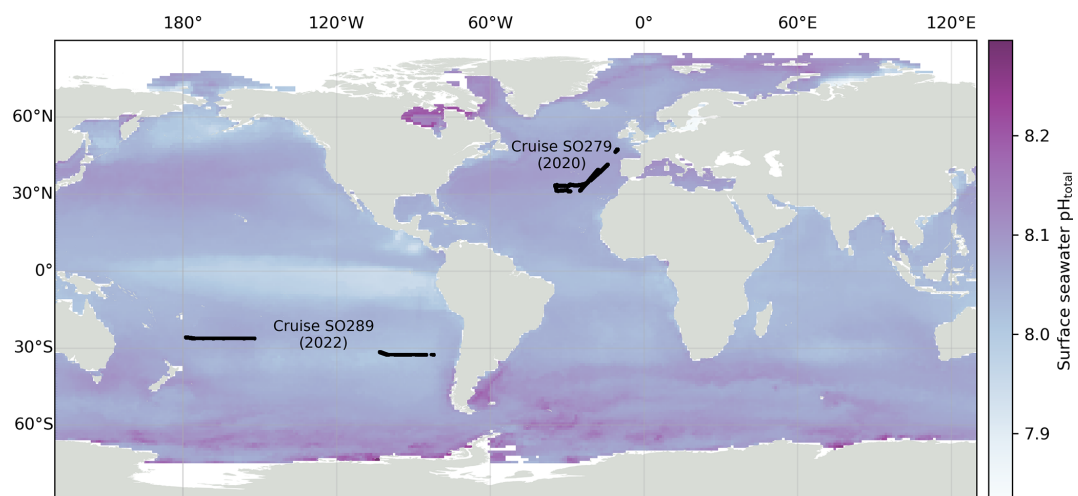 180° 120°W 60°W 0° 60°E 120°E
60°N
30°N
0°
30°S
60°S
Cruise SO279
(2020)
Cruise SO289
(2022)
8.2
8.1
8.0
7.9
Surface seawater pHtotal